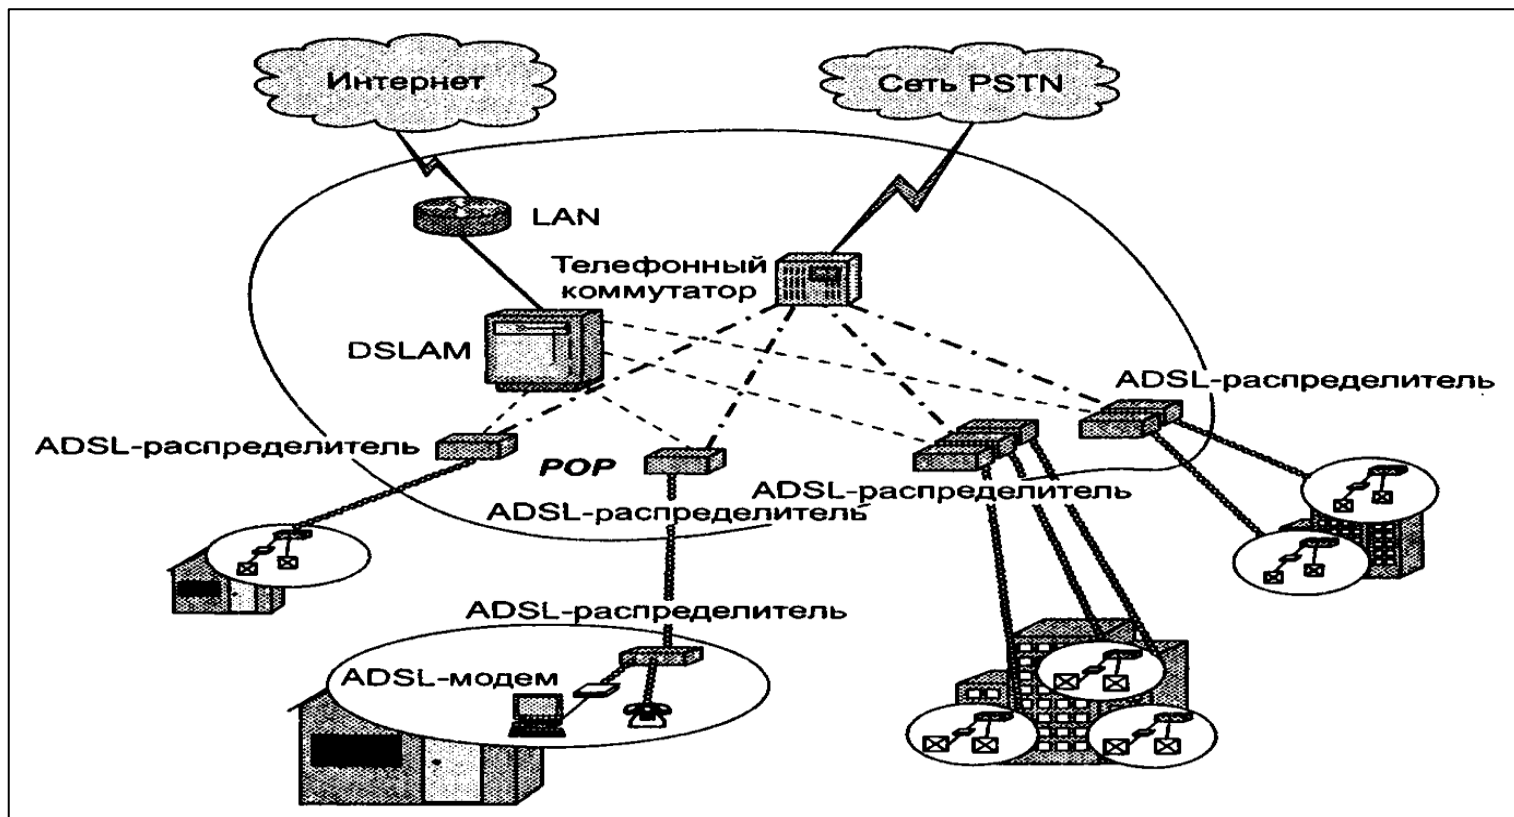 Интернет
Сеть PSTN
LAN
Телефонный
коммутатор
DSLAM
ADSL-распределитель
ADSL-распределитель
POP
ADSL-распределитель
ADSL-распределитель
ADSL-распределитель
ADSL-модем